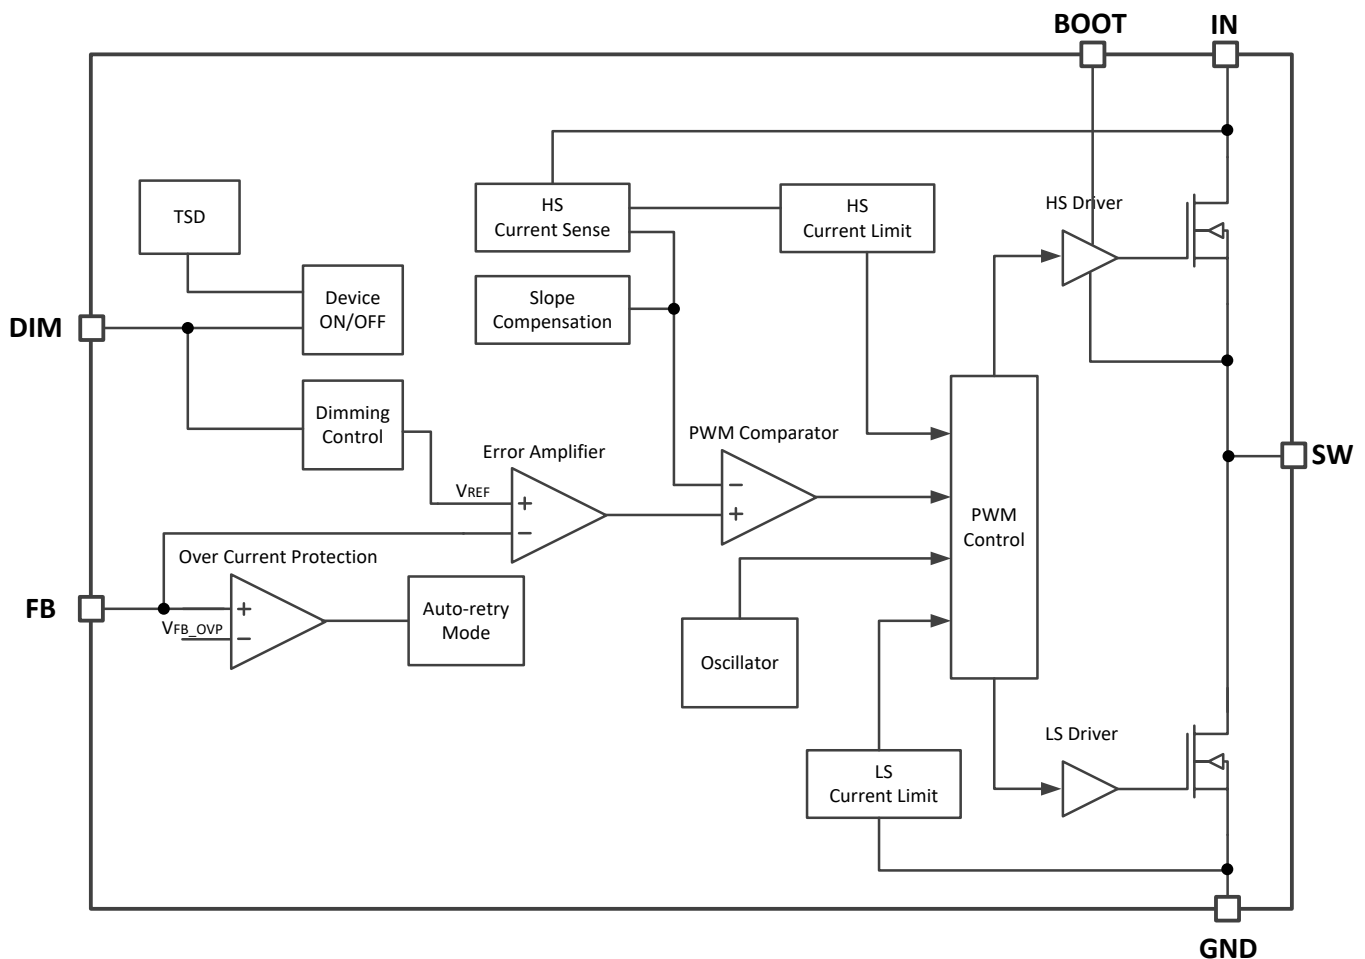 BOOT
IN
TSD
HS
Current Sense
HS
Current Limit
HS Driver
Device
ON/OFF
Slope
Compensation
DIM
Dimming
Control
Error Amplifier
PWM Comparator
SW
VREF
+
−
−
+
PWM
Control
Over Current Protection
FB
+
VFB_OVP
−
Auto-retry
Mode
Oscillator
LS Driver
LS
Current Limit
GND